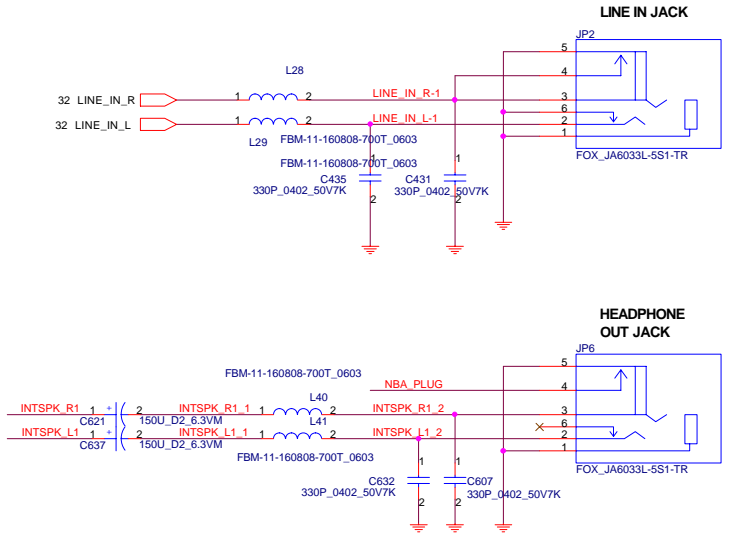 LINE IN JACK
JP2
5
L28
4
32 LINE_IN_R 1 2 LINE_IN_R-1 3
6
32 LINE_IN_L 1 2 LINE_IN_L-1 2
L29 FBM-11-160808-700T_0603 1
FOX_JA6033L-5S1-TR
FBM-11-160808-700T_0603
1 1
C435 C431
330P_0402_50V7K 330P_0402_50V7K
2 2
HEADPHONE
OUT JACK
JP6
5
FBM-11-160808-700T_0603
NBA_PLUG 4
L40
INTSPK_R1 1 + 2 INTSPK_R1_1 1 2 INTSPK_R1_2 3
C621 150U_D2_6.3VM L41
6
INTSPK_L1 1 + 2 INTSPK_L1_1 1 2 INTSPK_L1_2 2
C637 150U_D2_6.3VM
1
FBM-11-160808-700T_0603
FOX_JA6033L-5S1-TR
1 1
C632 C607
330P_0402_50V7K 330P_0402_50V7K
2 2